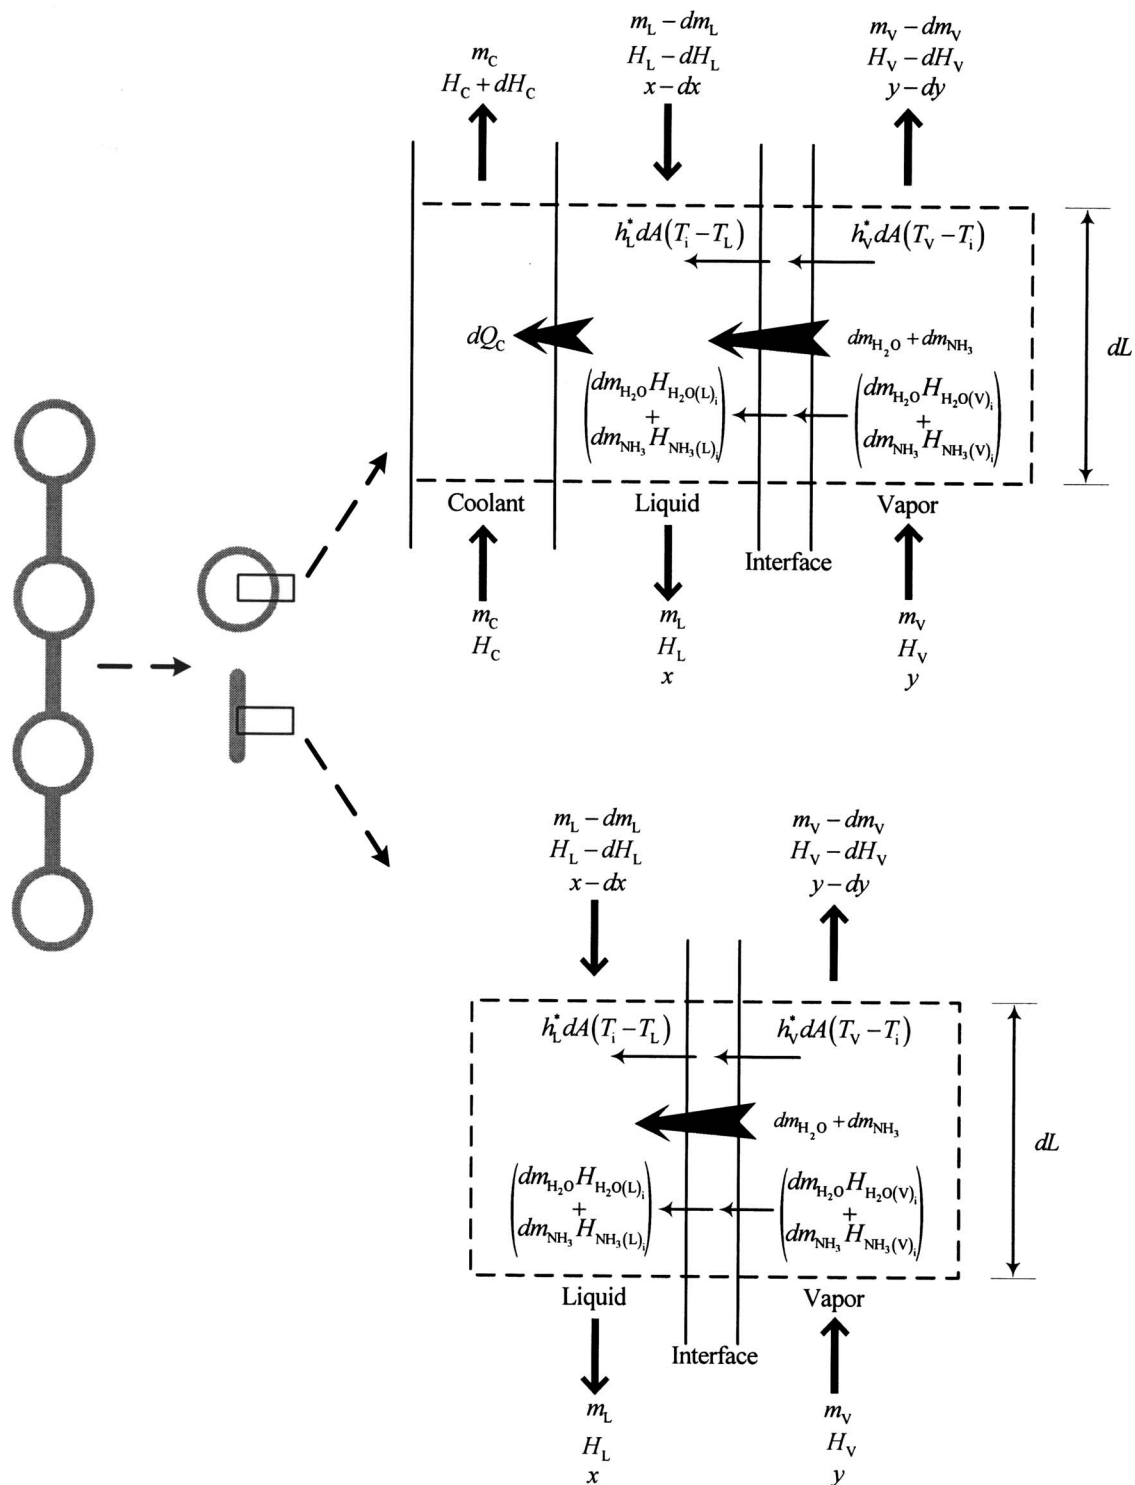 m_C
H_C + dH_C
m_L − dm_L
H_L − dH_L
x − dx
m_V − dm_V
H_V − dH_V
y − dy
h*_L dA(T_i − T_L)
h*_V dA(T_V − T_i)
dQ_C
dm_H₂O + dm_NH₃
dL
(dm_H₂O H_H₂O(L)_i
+
dm_NH₃ H_NH₃(L)_i)
(dm_H₂O H_H₂O(V)_i
+
dm_NH₃ H_NH₃(V)_i)
Coolant
Liquid
Vapor
Interface
m_C
H_C
m_L
H_L
x
m_V
H_V
y
m_L − dm_L
H_L − dH_L
x − dx
m_V − dm_V
H_V − dH_V
y − dy
h*_L dA(T_i − T_L)
h*_V dA(T_V − T_i)
dm_H₂O + dm_NH₃
dL
(dm_H₂O H_H₂O(L)_i
+
dm_NH₃ H_NH₃(L)_i)
(dm_H₂O H_H₂O(V)_i
+
dm_NH₃ H_NH₃(V)_i)
Liquid
Vapor
Interface
m_L
H_L
x
m_V
H_V
y